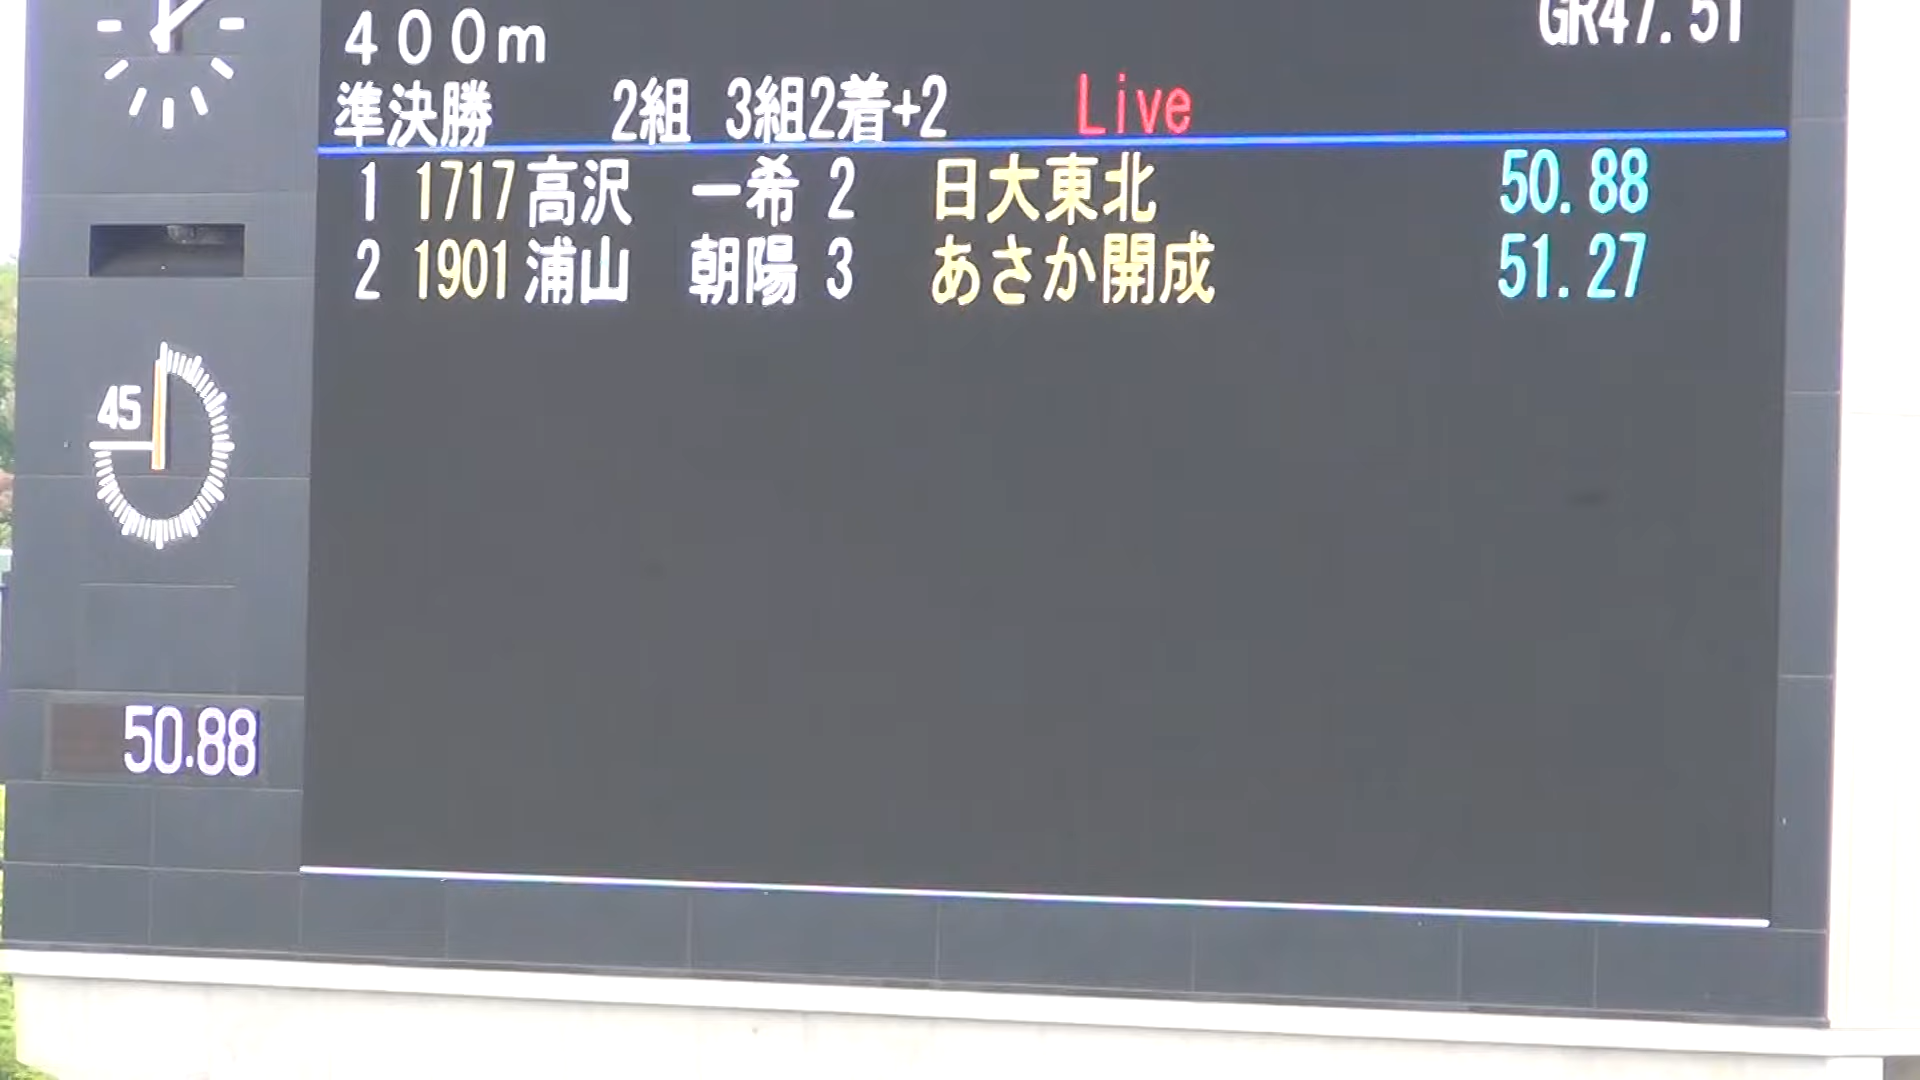 400m GR47.51
準決勝 2組 3組2着+2 Live
1 1717 高沢 一希 2 日大東北 50.88
2 1901 浦山 朝陽 3 あさか開成 51.27
45
50.88